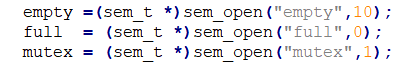 empty =(sem_t *)sem_open("empty",10);
full  = (sem_t *)sem_open("full",0);
mutex = (sem_t *)sem_open("mutex",1);